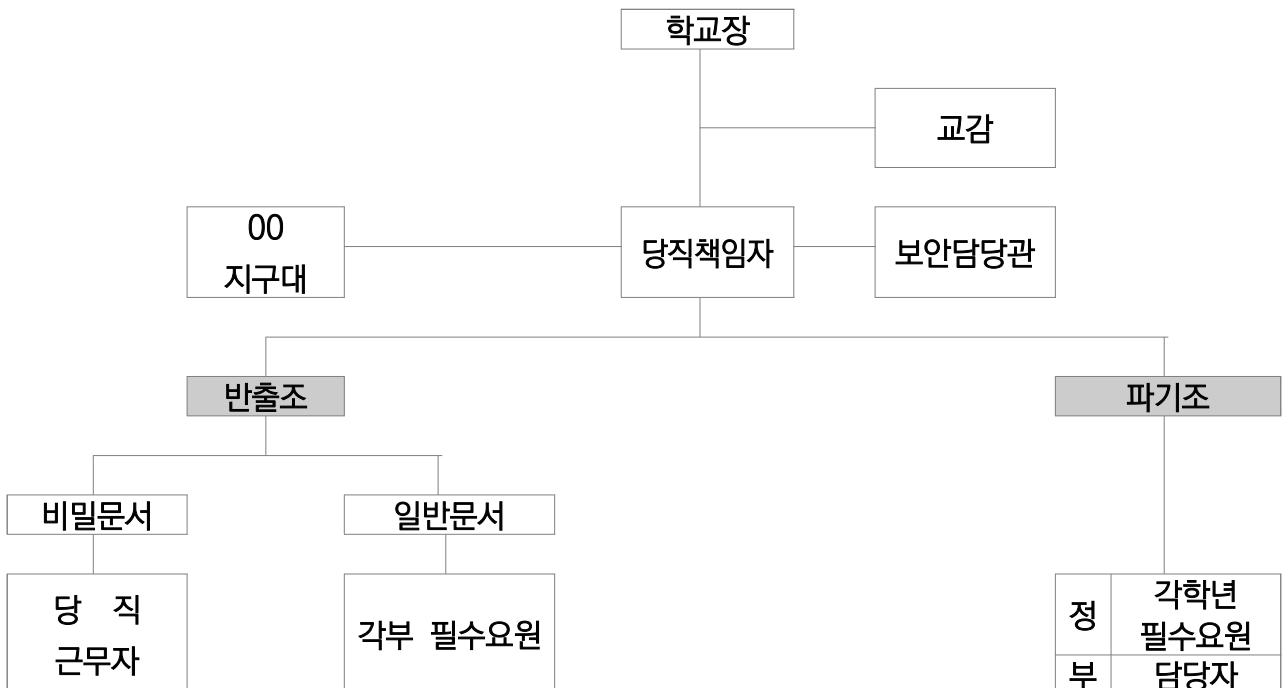 학교장
교감
00
지구대
당직책임자
보안담당관
반출조
파기조
비밀문서
일반문서
당 직
근무자
각부 필수요원
정
각학년
필수요원
부
담당자